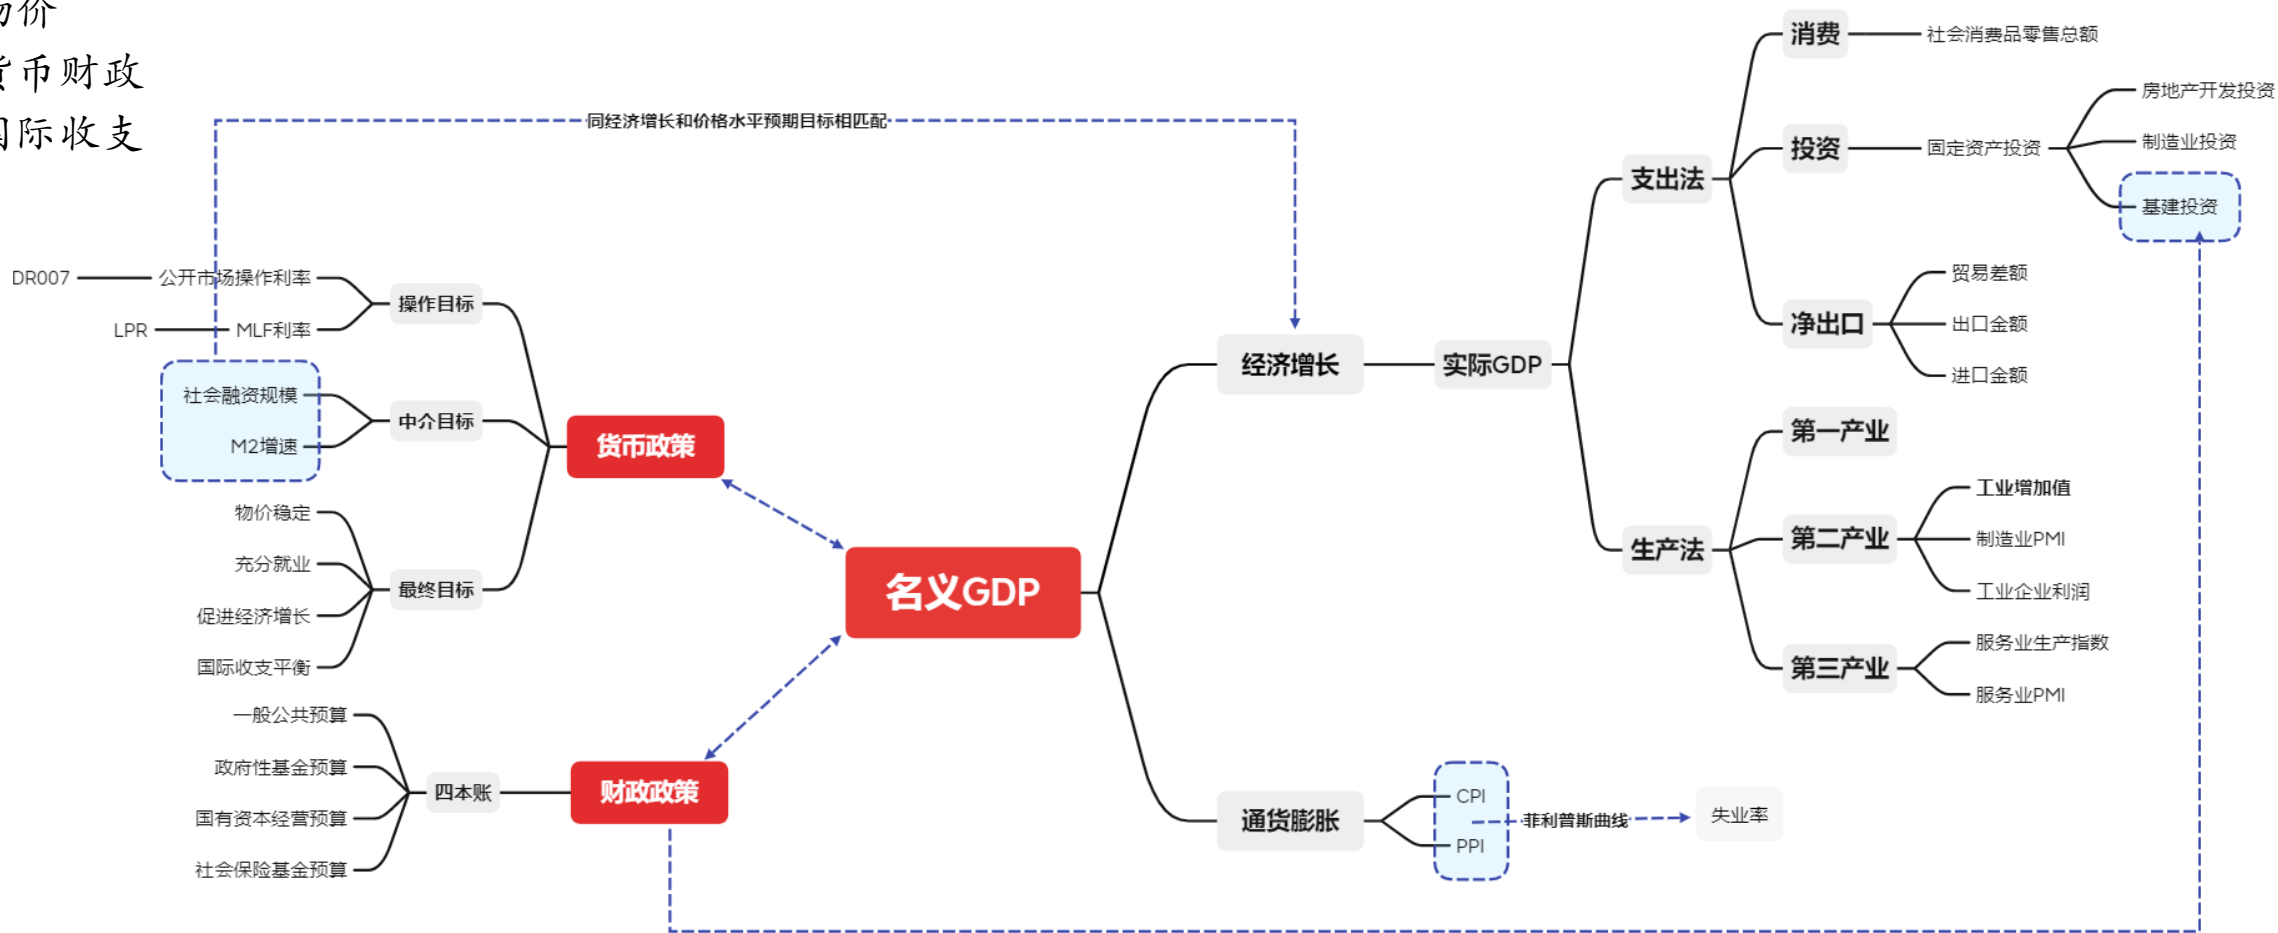 物价
货币财政
国际收支
同经济增长和价格水平预期目标相匹配
DR007
公开市场操作利率
LPR
MLF利率
操作目标
社会融资规模
M2增速
中介目标
物价稳定
充分就业
促进经济增长
国际收支平衡
最终目标
货币政策
一般公共预算
政府性基金预算
国有资本经营预算
社会保险基金预算
四本账
财政政策
名义GDP
经济增长
实际GDP
支出法
消费
社会消费品零售总额
投资
固定资产投资
房地产开发投资
制造业投资
基建投资
净出口
贸易差额
出口金额
进口金额
生产法
第一产业
第二产业
工业增加值
制造业PMI
工业企业利润
第三产业
服务业生产指数
服务业PMI
通货膨胀
CPI
PPI
菲利普斯曲线
失业率